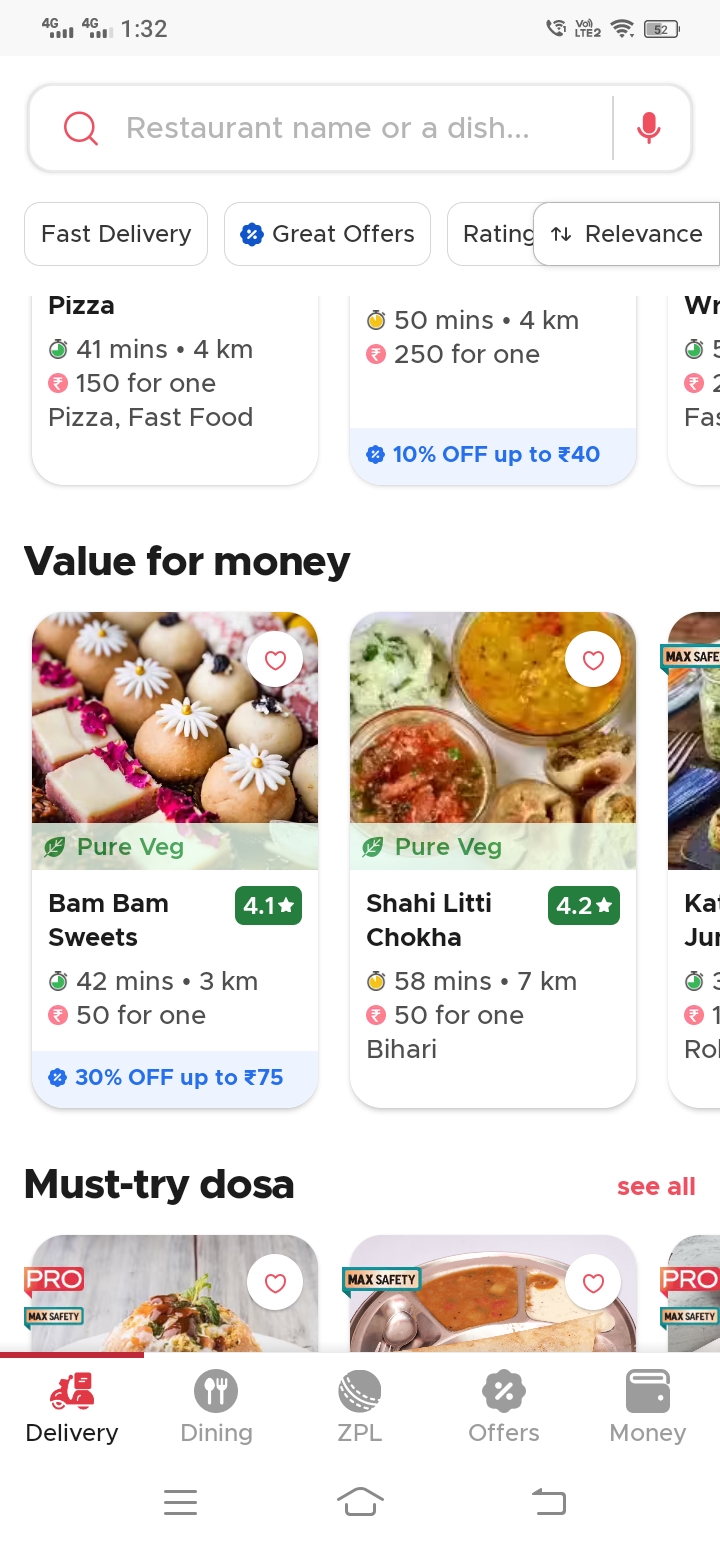 4G 4G 1:32 Vo) LTE2 52
Restaurant name or a dish...
Fast Delivery Great Offers Rating Relevance
Pizza
41 mins • 4 km
₹ 150 for one
Pizza, Fast Food
50 mins • 4 km
₹ 250 for one
10% OFF up to ₹40
Wr
5
₹ 2
Fas
Value for money
Pure Veg
Bam Bam 4.1★
Sweets
42 mins • 3 km
₹ 50 for one
30% OFF up to ₹75
Pure Veg
Shahi Litti 4.2★
Chokha
58 mins • 7 km
₹ 50 for one
Bihari
MAX SAFE
Kat
Jun
3
₹ 1
Rol
Must-try dosa see all
PRO
MAX SAFETY
MAX SAFETY
PRO
MAX SAFETY
Delivery Dining ZPL Offers Money